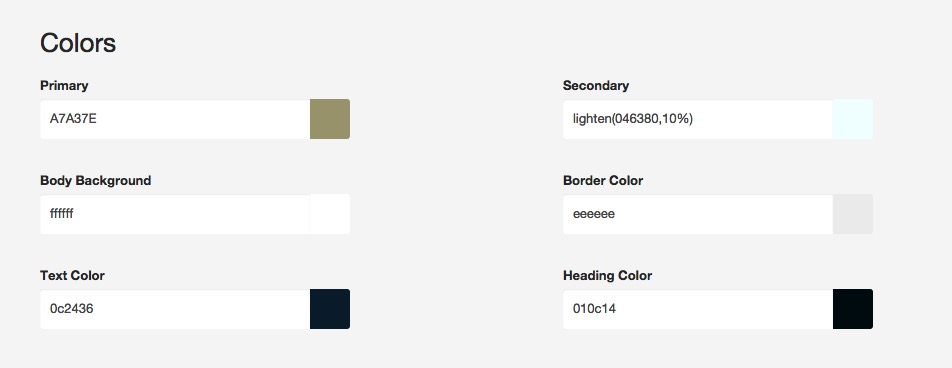 Colors
Primary
Secondary
A7A37E
lighten(046380,10%)
Body Background
Border Color
ffffff
eeeeee
Text Color
Heading Color
0c2436
010c14